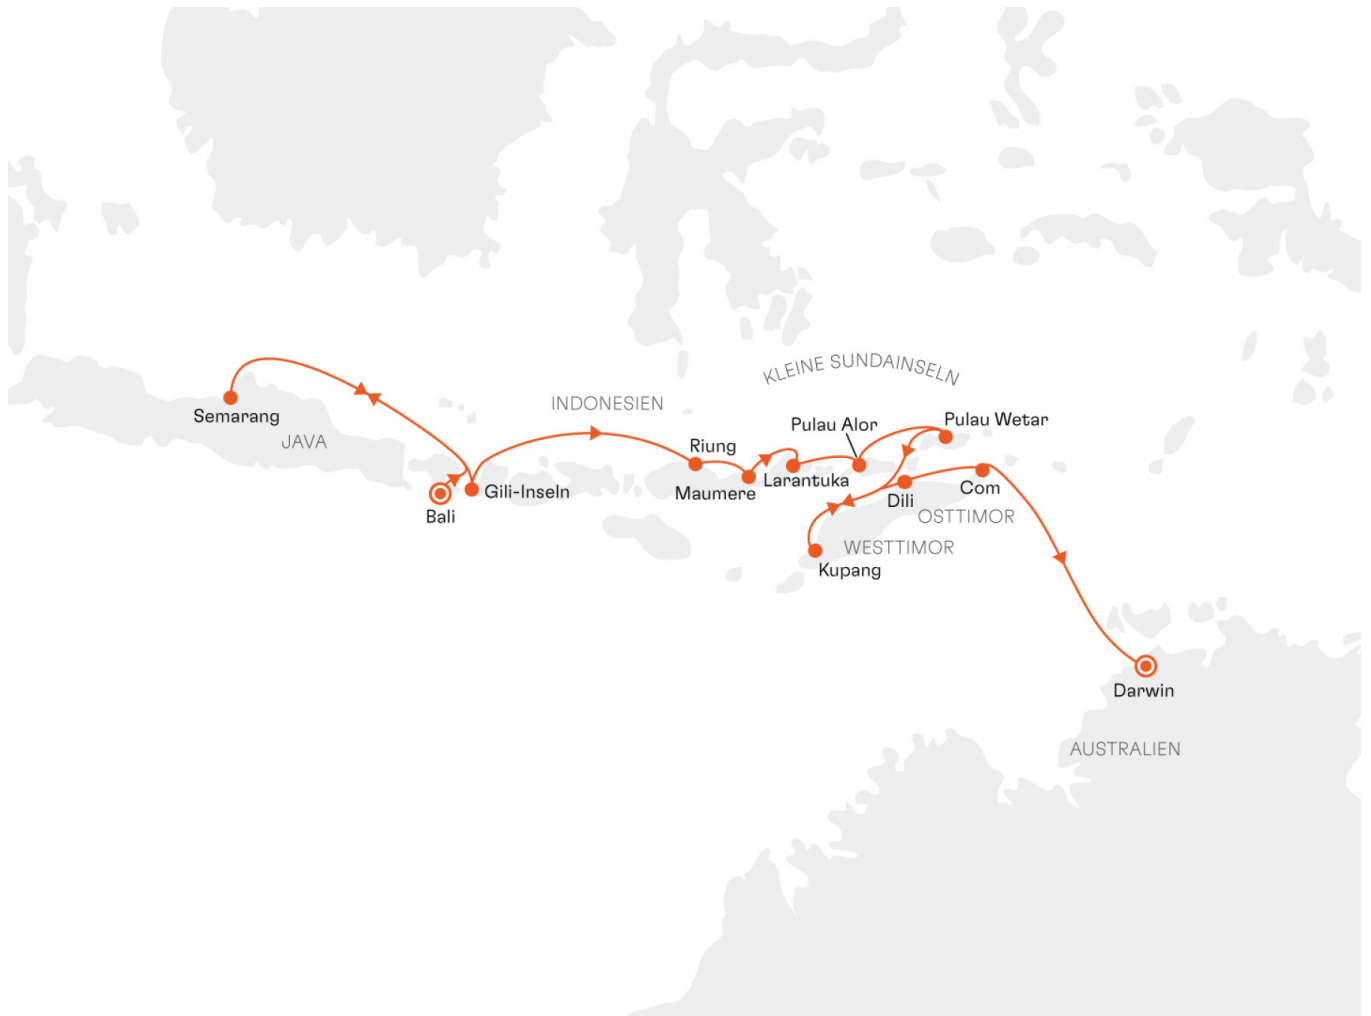 KLEINE SUNDAINSELN
INDONESIEN
Semarang
JAVA
Pulau Alor
Pulau Wetar
Riung
Maumere
Larantuka
Gili-Inseln
Bali
Dili
Com
OSTTIMOR
WESTTIMOR
Kupang
Darwin
AUSTRALIEN